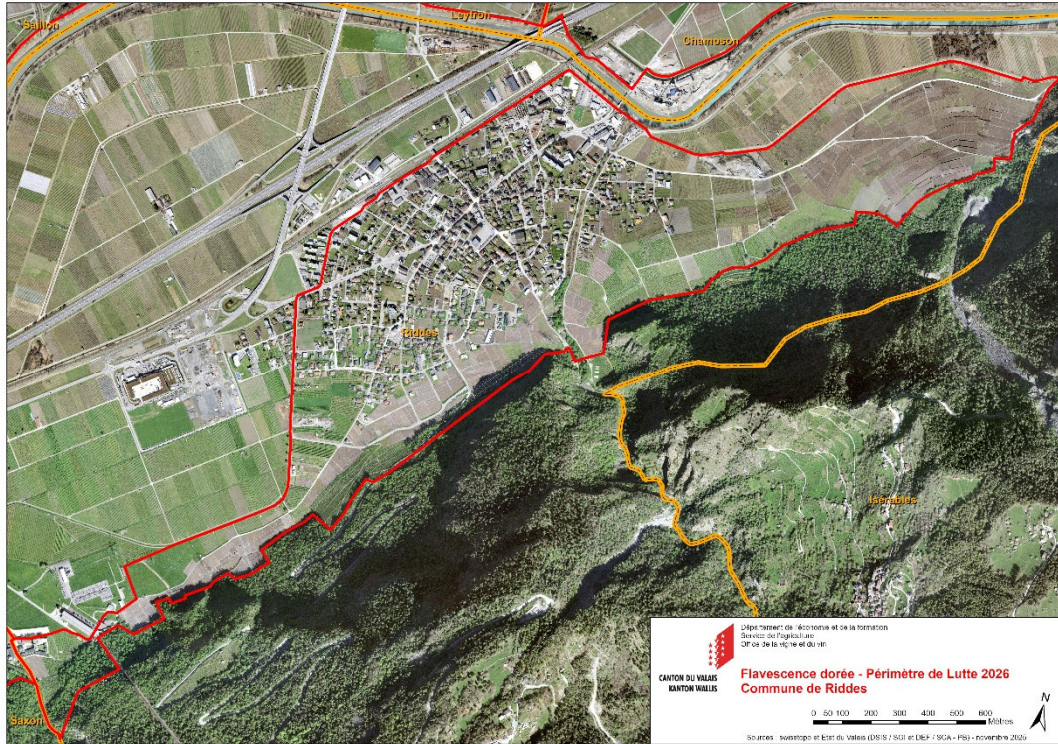 Saillon
Leytron
Chamoson
Riddes
Isérables
Saxon
Département de l'économie et de la formation
Service de l'agriculture
Office de la vigne et du vin
CANTON DU VALAIS
KANTON WALLIS
Flavescence dorée - Périmètre de Lutte 2026
Commune de Riddes
N
0 50 100 200 300 400 500 600
Mètres
Sources : swisstopo et Etat du Valais (DSIS / SGI et DEF / SCA - PB) - novembre 2025